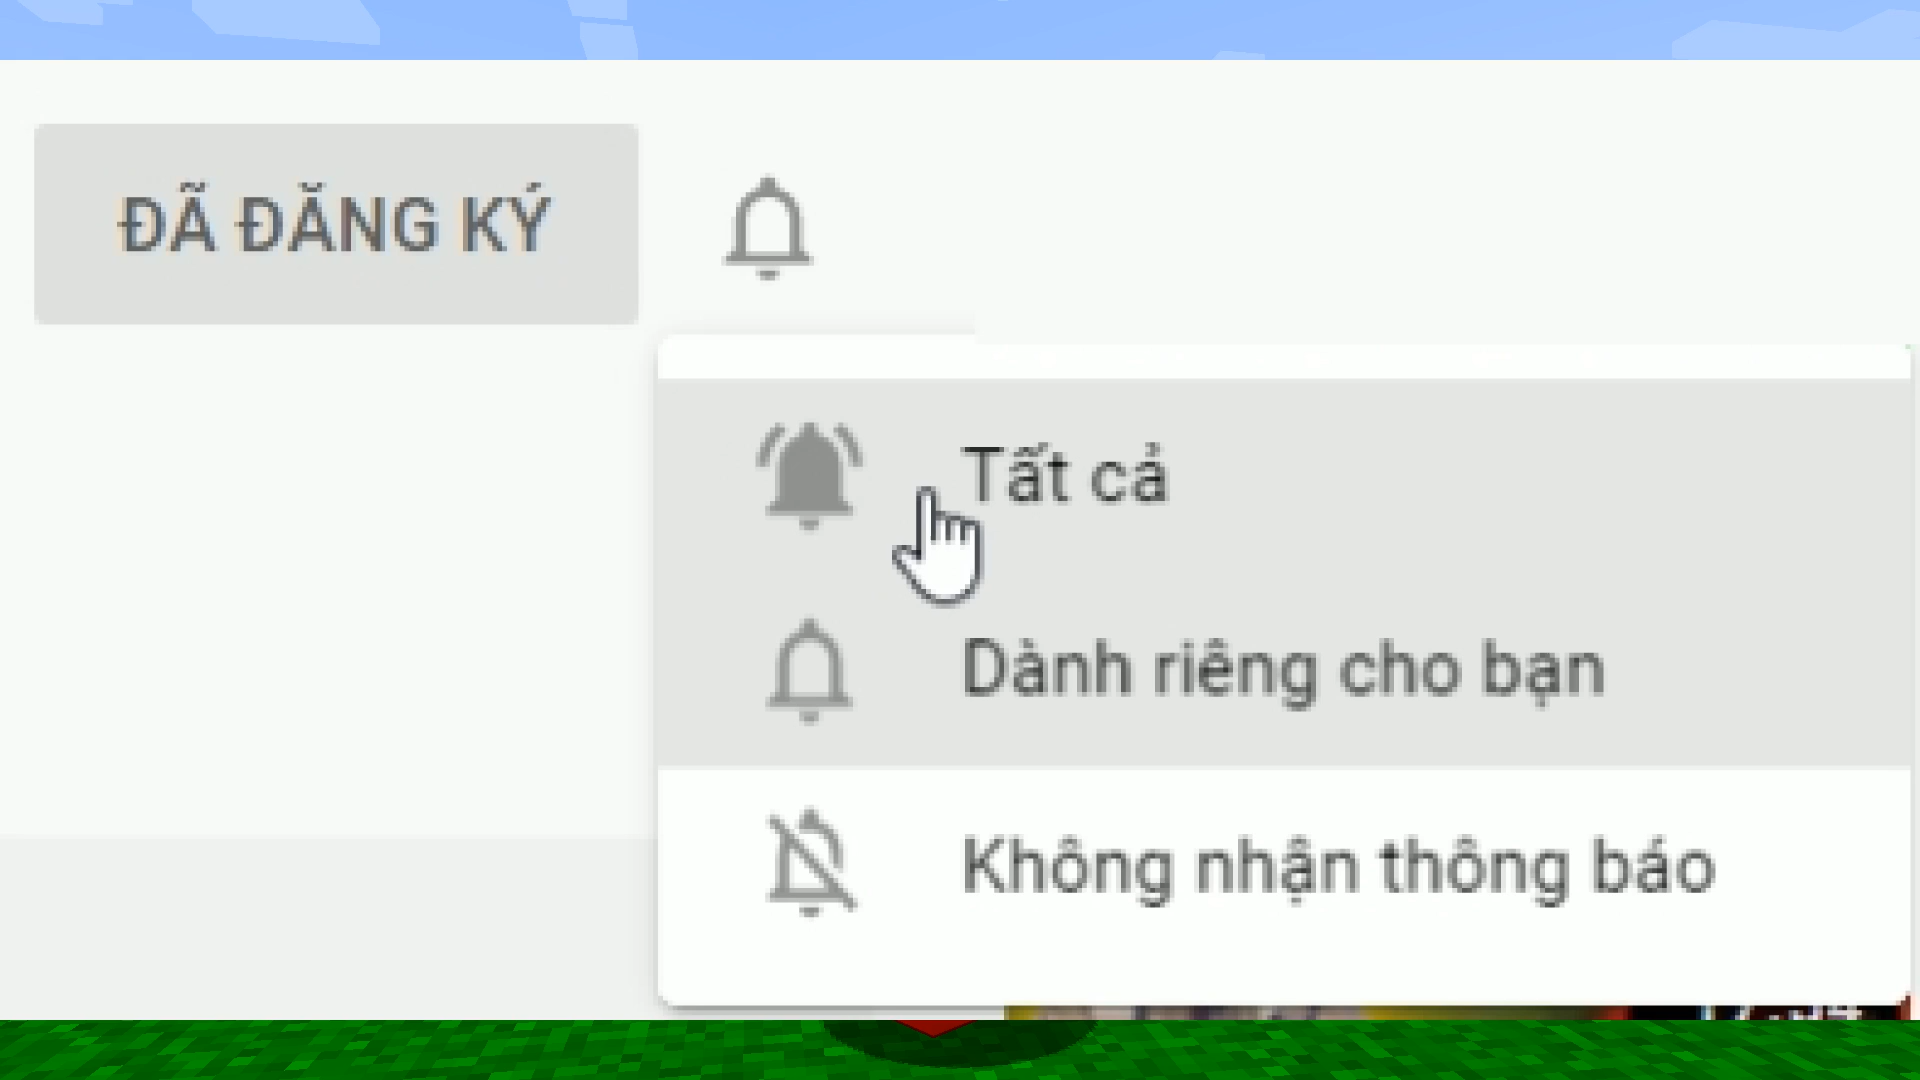 ĐÃ ĐĂNG KÝ
Tất cả
Dành riêng cho bạn
Không nhận thông báo